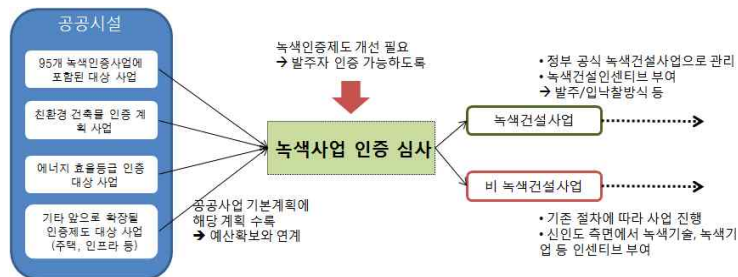 공공시설
95개 녹색인증사업에
포함된 대상 사업
친환경 건축물 인증 계
획 사업
에너지 효율등급 인증
대상 사업
기타 앞으로 확장될
인증제도 대상 사업
(주택, 인프라 등)
녹색인증제도 개선 필요
→ 발주자 인증 가능하도록
녹색사업 인증 심사
공공사업 기본계획에
해당 계획 수록
→ 예산확보와 연계
• 정부 공식 녹색건설사업으로 관리
• 녹색건설인센티브 부여
→ 발주/입낙찰방식 등
녹색건설사업
비 녹색건설사업
• 기존 절차에 따라 사업 진행
• 신인도 측면에서 녹색기술, 녹색기
업 등 인센티브 부여